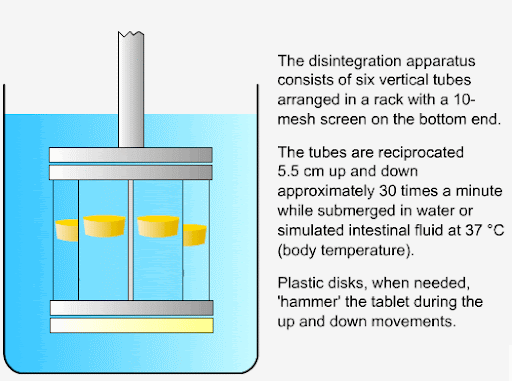 The disintegration apparatus
consists of six vertical tubes
arranged in a rack with a 10-
mesh screen on the bottom end.
The tubes are reciprocated
5.5 cm up and down
approximately 30 times a minute
while submerged in water or
simulated intestinal fluid at 37 °C
(body temperature).
Plastic disks, when needed,
'hammer' the tablet during the
up and down movements.